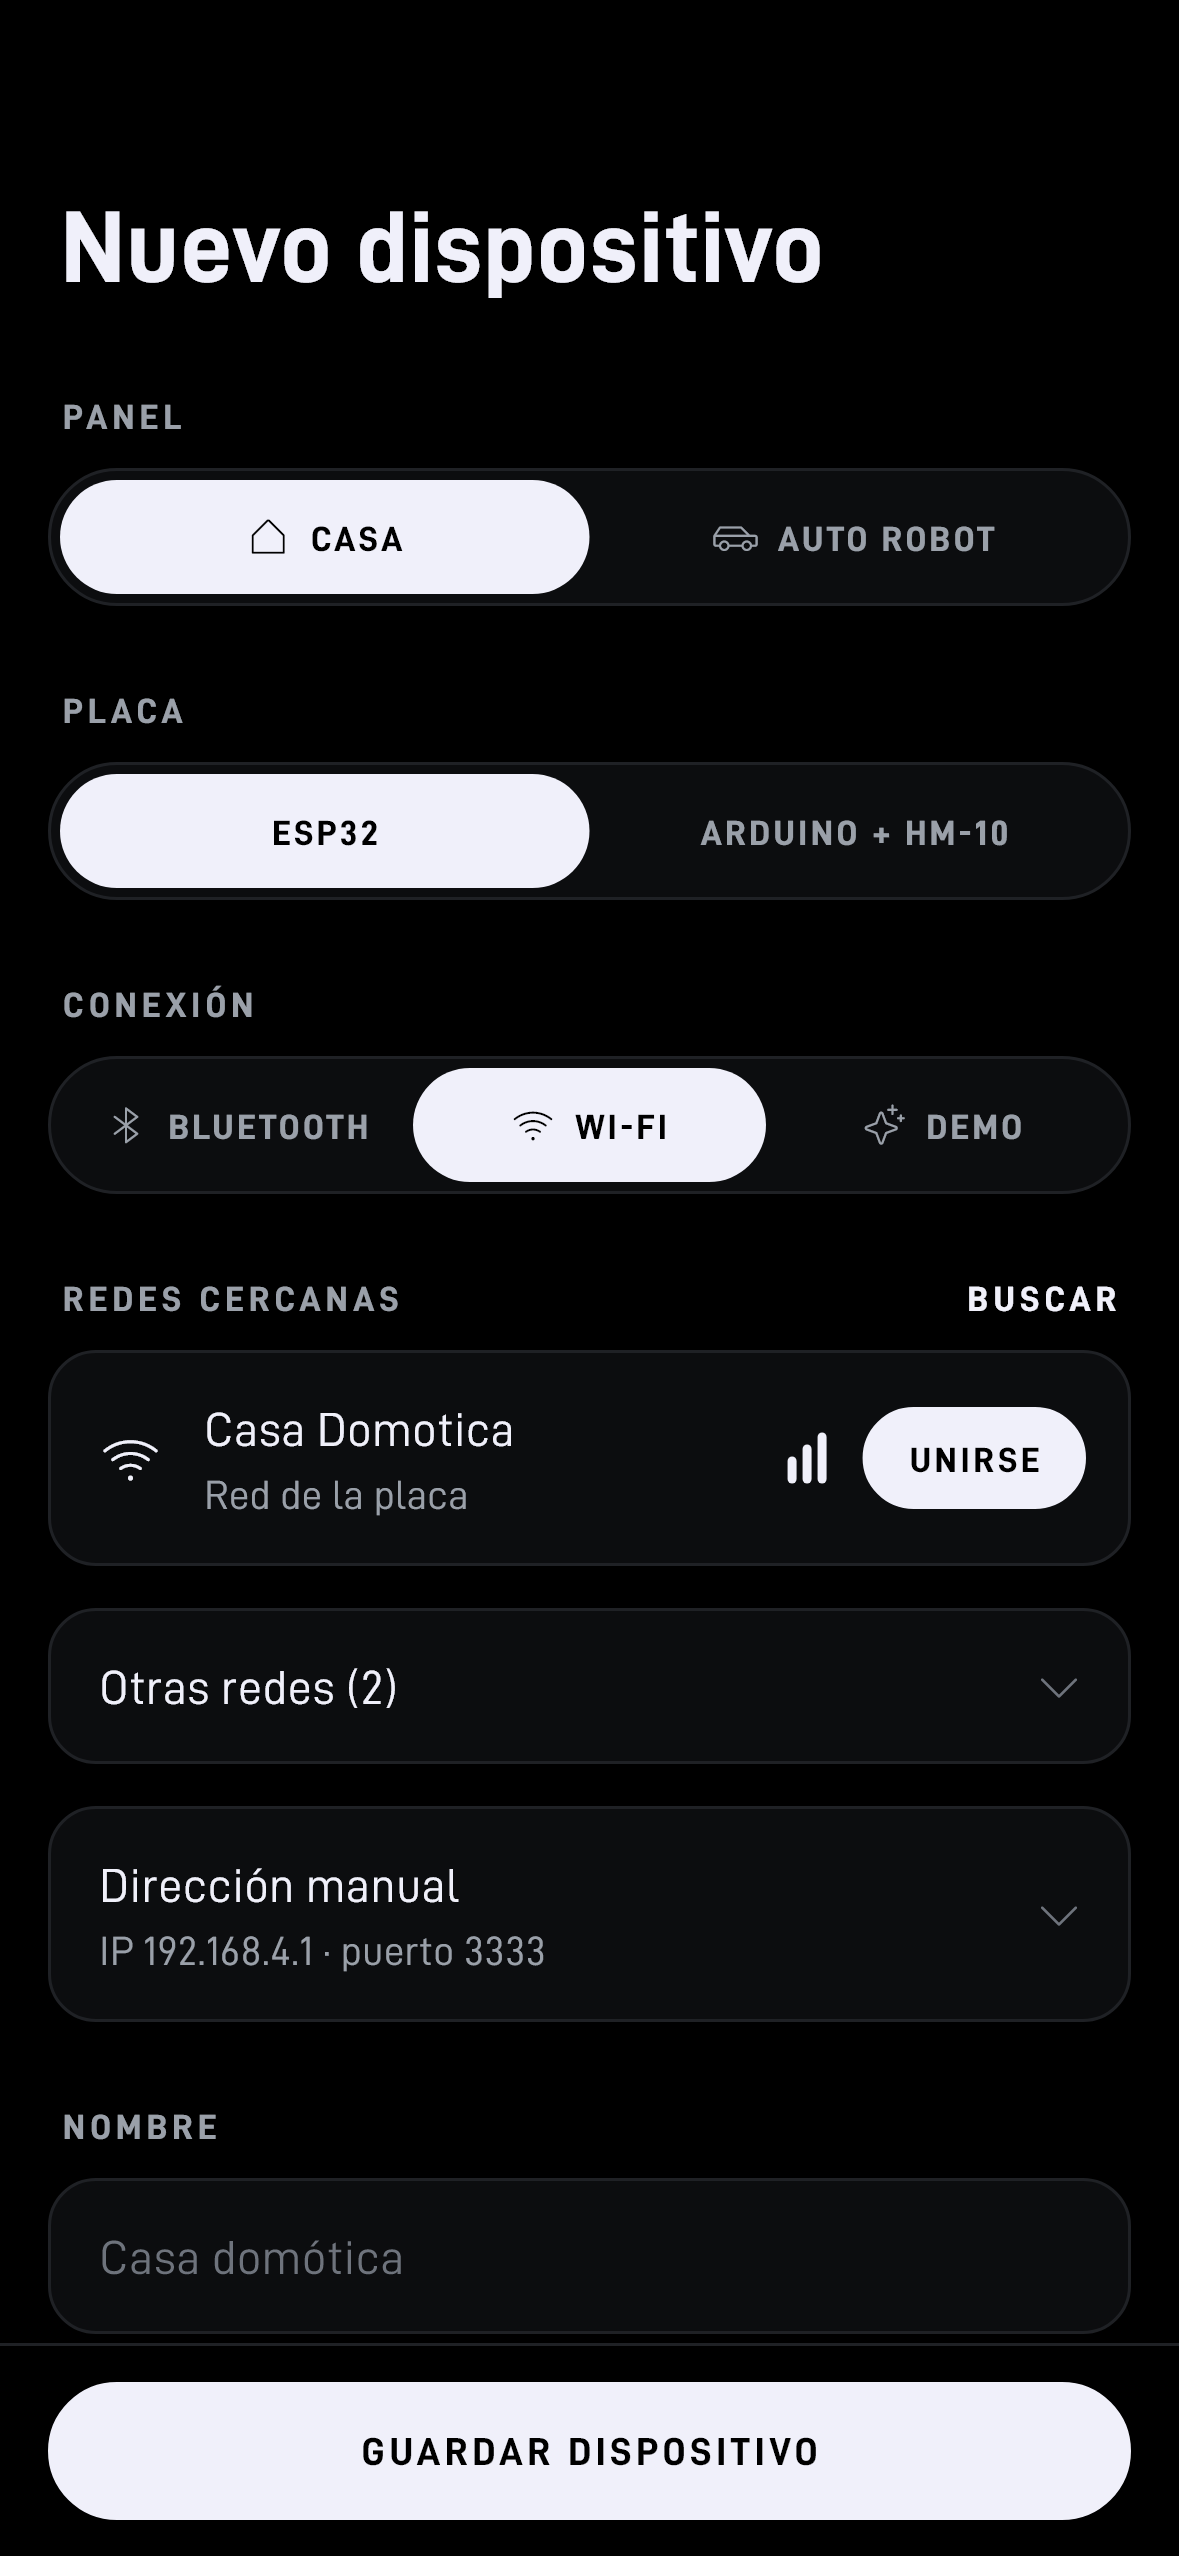 Nuevo dispositivo
PANEL
CASA
AUTO ROBOT
PLACA
ESP32
ARDUINO + HM-10
CONEXIÓN
BLUETOOTH
WI-FI
DEMO
REDES CERCANAS
BUSCAR
Casa Domotica
Red de la placa
UNIRSE
Otras redes (2)
Dirección manual
IP 192.168.4.1 · puerto 3333
NOMBRE
Casa domótica
GUARDAR DISPOSITIVO